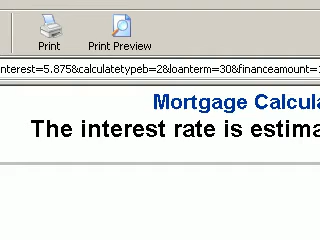 Print Print Preview
nterest=5.875&calculatetypeb=2&loanterm=30&financeamount=
Mortgage Calcula
The interest rate is estima